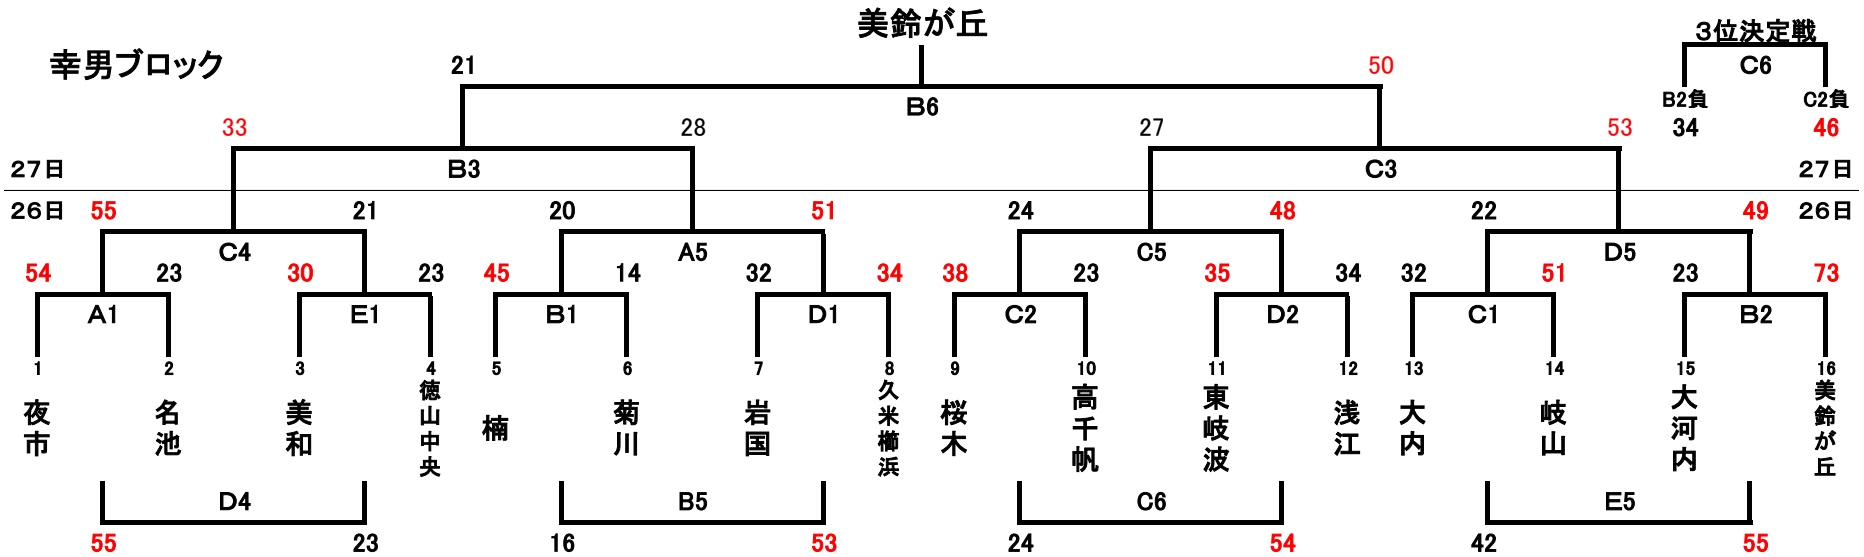 美鈴が丘
3位決定戦
幸男ブロック
21
50
C6
B6
B2負
C2負
33
28
27
53
34
46
27日
B3
C3
27日
26日
55
21
20
51
24
48
22
49
26日
C4
A5
C5
D5
54
23
30
23
45
14
32
34
38
23
35
34
32
51
23
73
A1
E1
B1
D1
C2
D2
C1
B2
1
2
3
4
5
6
7
8
9
10
11
12
13
14
15
16
夜市
名池
美和
徳山中央
楠
菊川
岩国
久米櫛浜
桜木
高千帆
東岐波
浅江
大内
岐山
大河内
美鈴が丘
D4
B5
C6
E5
55
23
16
53
24
54
42
55